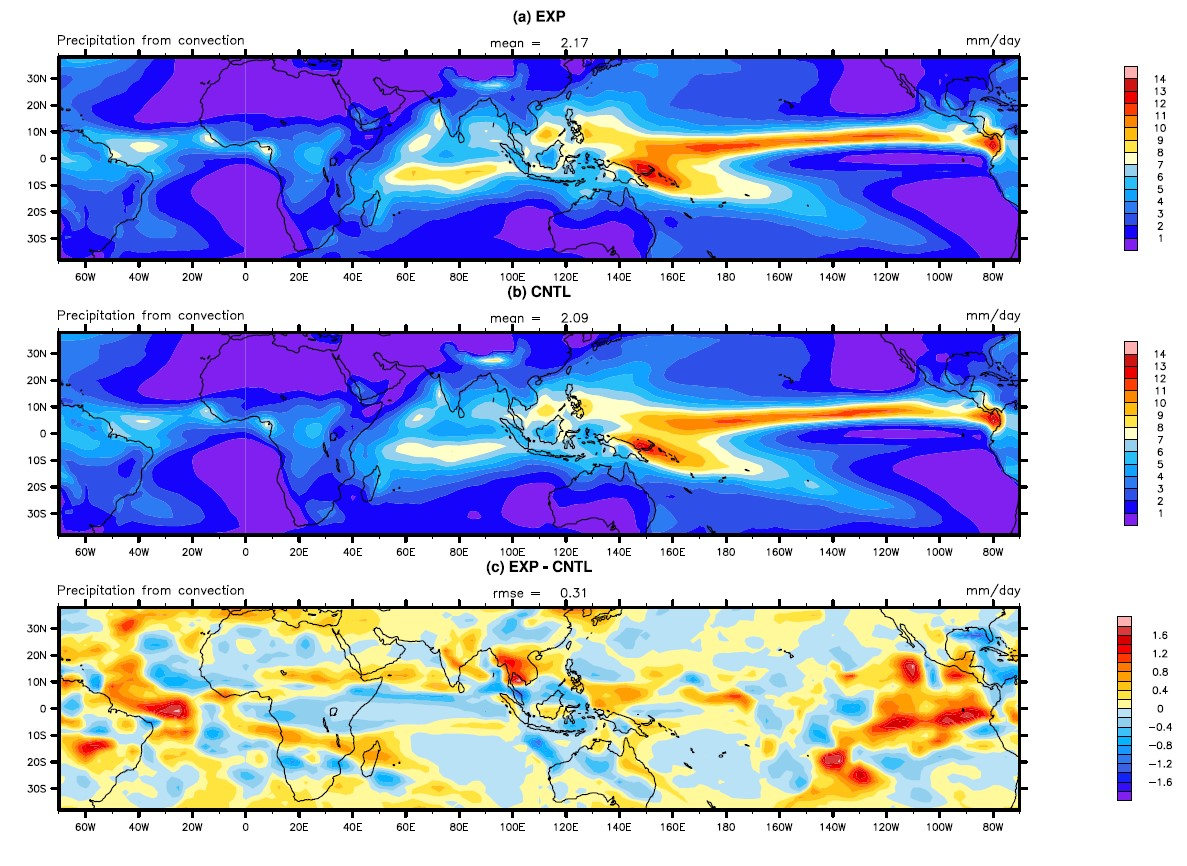 (a) EXP
Precipitation from convection mean = 2.17 mm/day
30N
20N
10N
0
10S
20S
30S
60W 40W 20W 0 20E 40E 60E 80E 100E 120E 140E 160E 180 160W 140W 120W 100W 80W
14
13
12
11
10
9
8
7
6
5
4
3
2
1
(b) CNTL
Precipitation from convection mean = 2.09 mm/day
30N
20N
10N
0
10S
20S
30S
60W 40W 20W 0 20E 40E 60E 80E 100E 120E 140E 160E 180 160W 140W 120W 100W 80W
14
13
12
11
10
9
8
7
6
5
4
3
2
1
(c) EXP - CNTL
Precipitation from convection rmse = 0.31 mm/day
30N
20N
10N
0
10S
20S
30S
60W 40W 20W 0 20E 40E 60E 80E 100E 120E 140E 160E 180 160W 140W 120W 100W 80W
1.6
1.2
0.8
0.4
0
−0.4
−0.8
−1.2
−1.6